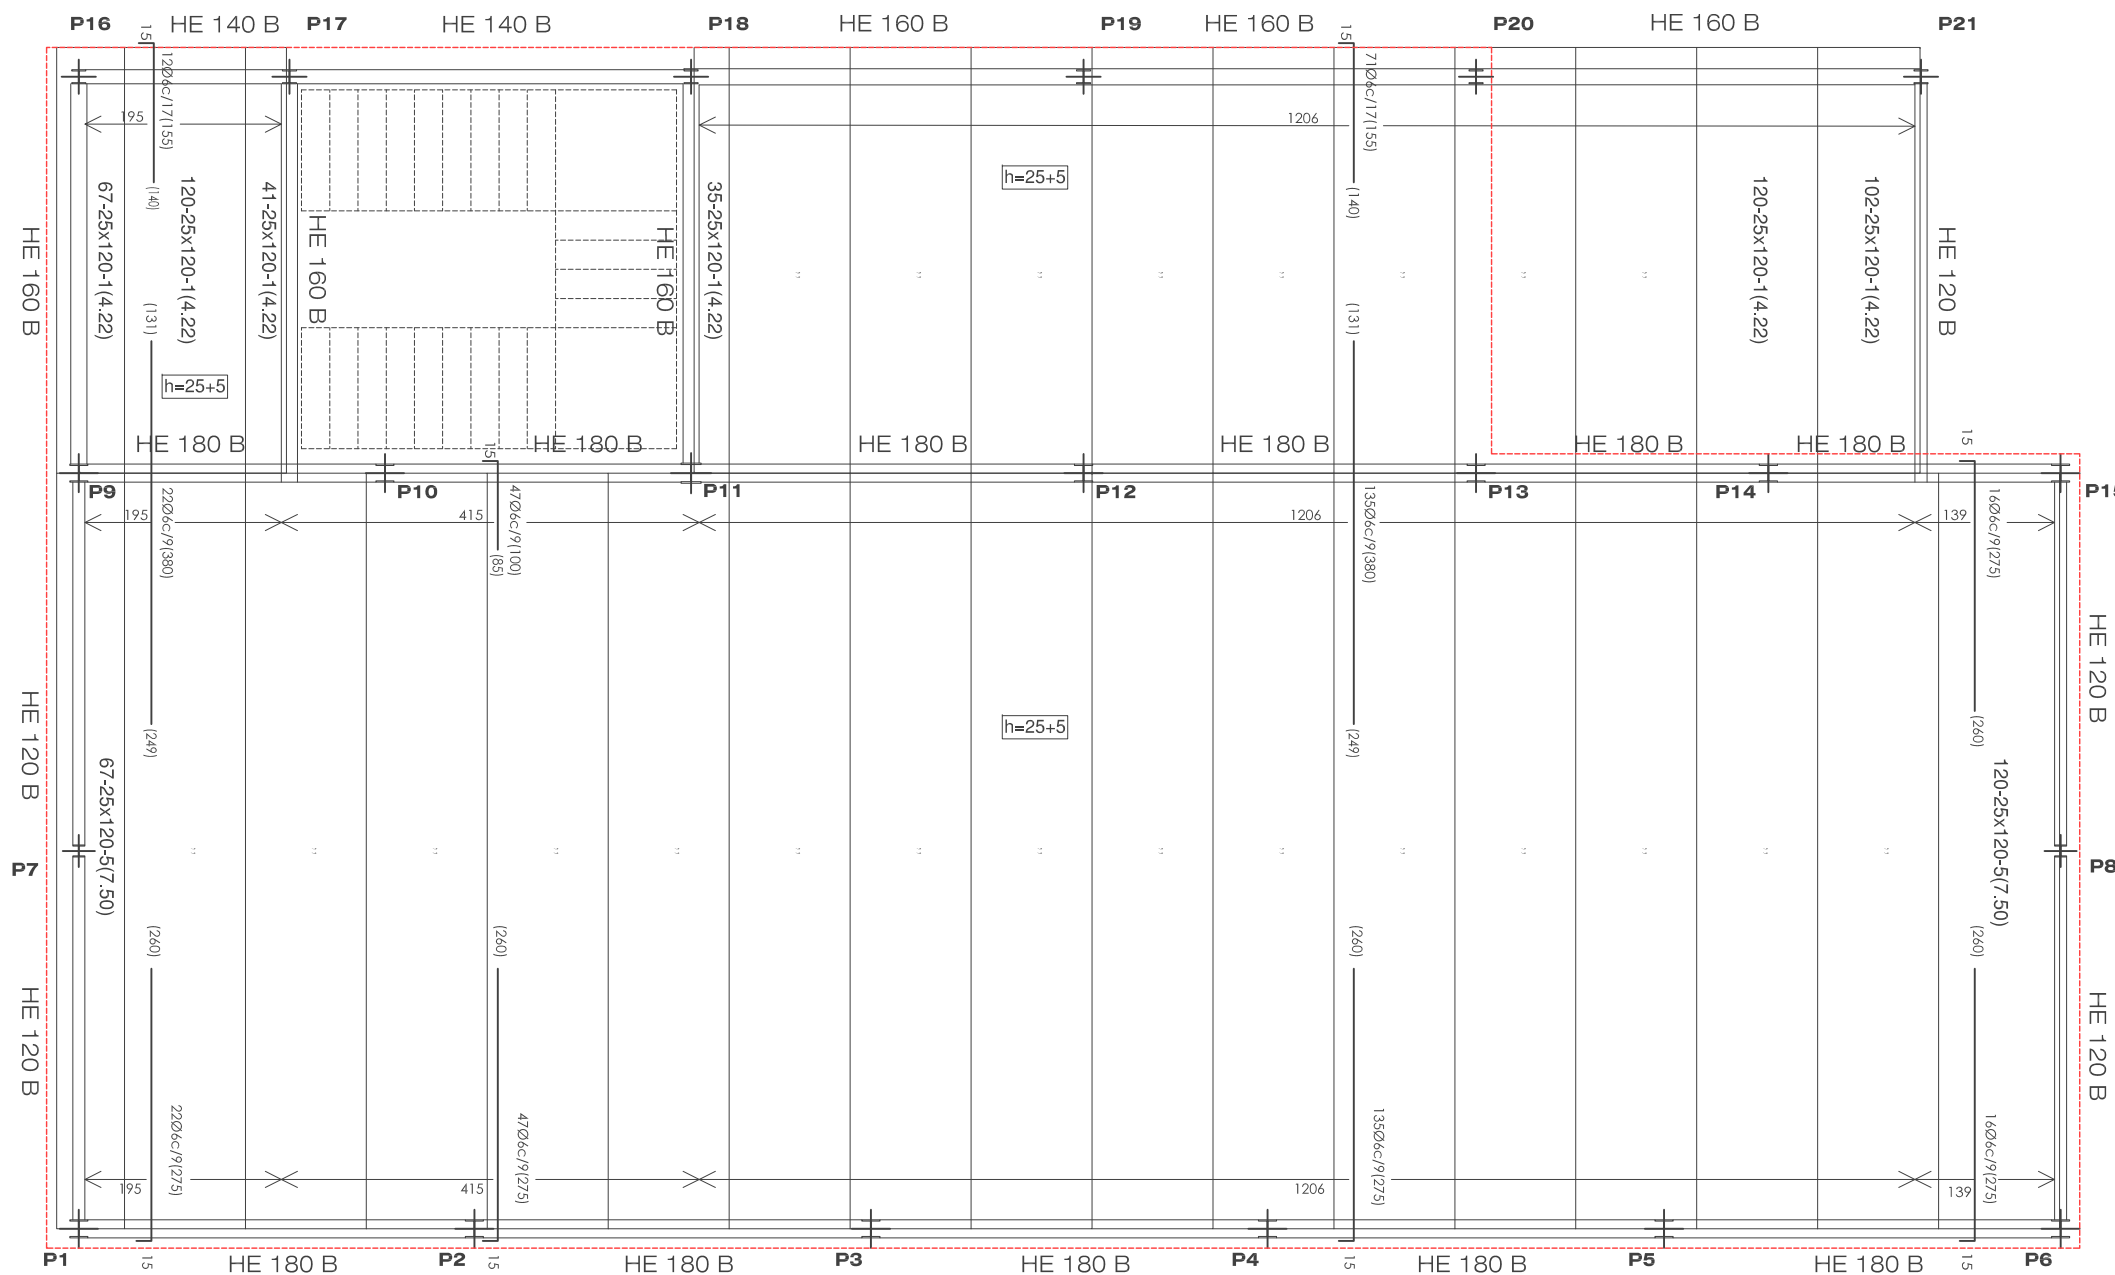 P16 HE 140 B P17 HE 140 B P18 HE 160 B P19 HE 160 B P20 HE 160 B P21
15
12Ø6c/17(155)
15
71Ø6c/17(155)
195
1206
h=25+5
67-25x120-1(4.22)
(140)
120-25x120-1(4.22)
41-25x120-1(4.22)
HE 160 B
HE 160 B
35-25x120-1(4.22)
(140)
120-25x120-1(4.22)
102-25x120-1(4.22)
HE 160 B
HE 120 B
(131)
(131)
h=25+5
HE 180 B
15
HE 180 B
HE 180 B
HE 180 B
HE 180 B
HE 180 B
15
P9
P10
P11
P12
P13
P14
P15
22Ø6c/9(380)
47Ø6c/9(100)
135Ø6c/9(380)
16Ø6c/9(275)
195
415
1206
139
(85)
HE 120 B
HE 120 B
(249)
h=25+5
(249)
(260)
67-25x120-5(7.50)
120-25x120-5(7.50)
P7
P8
(260)
(260)
(260)
(260)
HE 120 B
HE 120 B
22Ø6c/9(275)
47Ø6c/9(275)
135Ø6c/9(275)
16Ø6c/9(275)
195
415
1206
139
P1 15 HE 180 B P2 15 HE 180 B P3 HE 180 B P4 15 HE 180 B P5 HE 180 B 15 P6